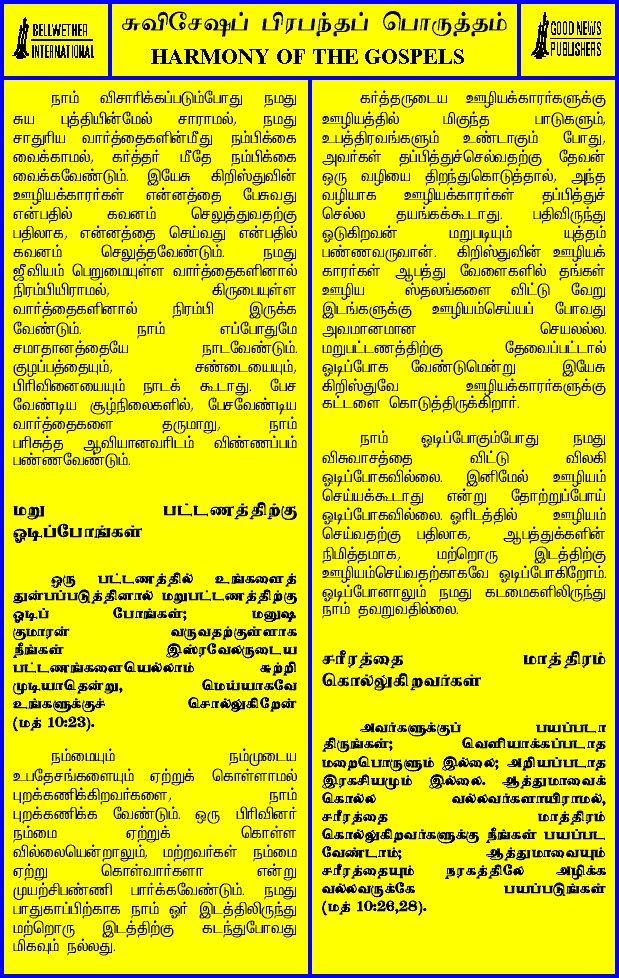 BELLWETHER
INTERNATIONAL
சுவிசேஷப் பிரபந்தப் பொருத்தம்
HARMONY OF THE GOSPELS
GOOD NEWS
PUBLISHERS
நாம் விசாரிக்கப்படும்போது நமது
சுய புத்தியின்மேல் சாராமல், நமது
சாதுரிய வார்த்தைகளின்மீது நம்பிக்கை
வைக்காமல், கர்த்தர் மீதே நம்பிக்கை
வைக்கவேண்டும். இயேசு கிறிஸ்துவின்
ஊழியக்காரர்கள் என்னத்தை பேசுவது
என்பதில் கவனம் செலுத்துவதற்கு
பதிலாக, என்னத்தை செய்வது என்பதில்
கவனம் செலுத்தவேண்டும். நமது
ஜீவியம் பெறுமையுள்ள வார்த்தைகளினால்
நிரம்பியிராமல், கிருபையுள்ள
வார்த்தைகளினால் நிரம்பி இருக்க
வேண்டும். நாம் எப்போதுமே
சமாதானத்தையே நாடவேண்டும்.
குழப்பத்தையும், சண்டையையும்,
பிரிவினையையும் நாடக் கூடாது. பேச
வேண்டிய சூழ்நிலைகளில், பேசவேண்டிய
வார்த்தைகளை தருமாறு, நாம்
பரிசுத்த ஆவியானவரிடம் விண்ணப்பம்
பண்ணவேண்டும்.
மறு பட்டணத்திற்கு
ஓடிப்போங்கள்
ஒரு பட்டணத்தில் உங்களைத்
துன்பப்படுத்தினால் மறுபட்டணத்திற்கு
ஓடிப் போங்கள்; மனுஷ
குமாரன் வருவதற்குள்ளாக
நீங்கள் இஸ்ரவேலருடைய
பட்டணங்களையெல்லாம் சுற்றி
முடியாதென்று, மெய்யாகவே
உங்களுக்குச் சொல்லுகிறேன்
(மத் 10:23).
நம்மையும் நம்முடைய
உபதேசங்களையும் ஏற்றுக் கொள்ளாமல்
புறக்கணிக்கிறவர்களை, நாம்
புறக்கணிக்க வேண்டும். ஒரு பிரிவினர்
நம்மை ஏற்றுக் கொள்ள
வில்லையென்றாலும், மற்றவர்கள் நம்மை
ஏற்று கொள்வார்களா என்று
முயற்சிபண்ணி பார்க்கவேண்டும். நமது
பாதுகாப்பிற்காக நாம் ஓர் இடத்திலிருந்து
மற்றொரு இடத்திற்கு கடந்துபோவது
மிகவும் நல்லது.
கர்த்தருடைய ஊழியக்காரர்களுக்கு
ஊழியத்தில் மிகுந்த பாடுகளும்,
உபத்திரவங்களும் உண்டாகும் போது,
அவர்கள் தப்பித்துச்செல்வதற்கு தேவன்
ஒரு வழியை திறந்துகொடுத்தால், அந்த
வழியாக ஊழியக்காரர்கள் தப்பித்துச்
செல்ல தயங்கக்கூடாது. பதிவிருந்து
ஓடுகிறவன் மறுபடியும் யுத்தம்
பண்ணவருவான். கிறிஸ்துவின் ஊழியக்
காரர்கள் ஆபத்து வேளைகளில் தங்கள்
ஊழிய ஸ்தலங்களை விட்டு வேறு
இடங்களுக்கு ஊழியம்செய்யப் போவது
அவமானமான செயலல்ல.
மறுபட்டணத்திற்கு தேவைப்பட்டால்
ஓடிப்போக வேண்டுமென்று இயேசு
கிறிஸ்துவே ஊழியக்காரர்களுக்கு
கட்டளை கொடுத்திருக்கிறார்.
நாம் ஓடிப்போகும்போது நமது
விசுவாசத்தை விட்டு விலகி
ஓடிப்போகவில்லை. இனிமேல் ஊழியம்
செய்யக்கூடாது என்று தோற்றுப்போய்
ஓடிப்போகவில்லை. ஓரிடத்தில் ஊழியம்
செய்வதற்கு பதிலாக, ஆபத்துக்களின்
நிமித்தமாக, மற்றொரு இடத்திற்கு
ஊழியம்செய்வதற்காகவே ஓடிப்போகிறோம்.
ஓடிப்போனாலும் நமது கடமைகளிலிருந்து
நாம் தவறுவதில்லை.
சரீரத்தை மாத்திரம்
கொல்லுகிறவர்கள்
அவர்களுக்குப் பயப்படா
திருங்கள்; வெளியாக்கப்படாத
மறைபொருளும் இல்லை; அறியப்படாத
இரகசியமும் இல்லை. ஆத்துமாவைக்
கொல்ல வல்லவர்களாயிராமல்,
சரீரத்தை மாத்திரம்
கொல்லுகிறவர்களுக்கு நீங்கள் பயப்பட
வேண்டாம்; ஆத்துமாவையும்
சரீரத்தையும் நரகத்திலே அழிக்க
வல்லவருக்கே பயப்படுங்கள்
(மத் 10:26,28).